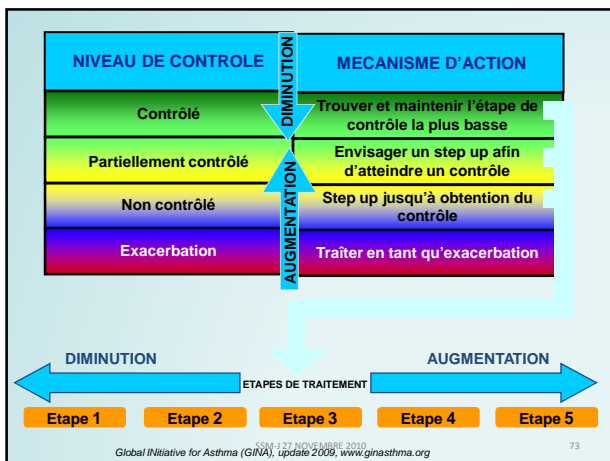 NIVEAU DE CONTROLE
MECANISME D'ACTION
DIMINUTION
Contrôlé
Trouver et maintenir l'étape de
contrôle la plus basse
Partiellement contrôlé
Envisager un step up afin
d'atteindre un contrôle
AUGMENTATION
Non contrôlé
Step up jusqu'à obtention du
contrôle
Exacerbation
Traîter en tant qu'exacerbation
DIMINUTION
AUGMENTATION
ETAPES DE TRAITEMENT
Etape 1
Etape 2
Etape 3
Etape 4
Etape 5
SSM-J 27 NOVEMBRE 2010
73
Global INitiative for Asthma (GINA), update 2009, www.ginasthma.org